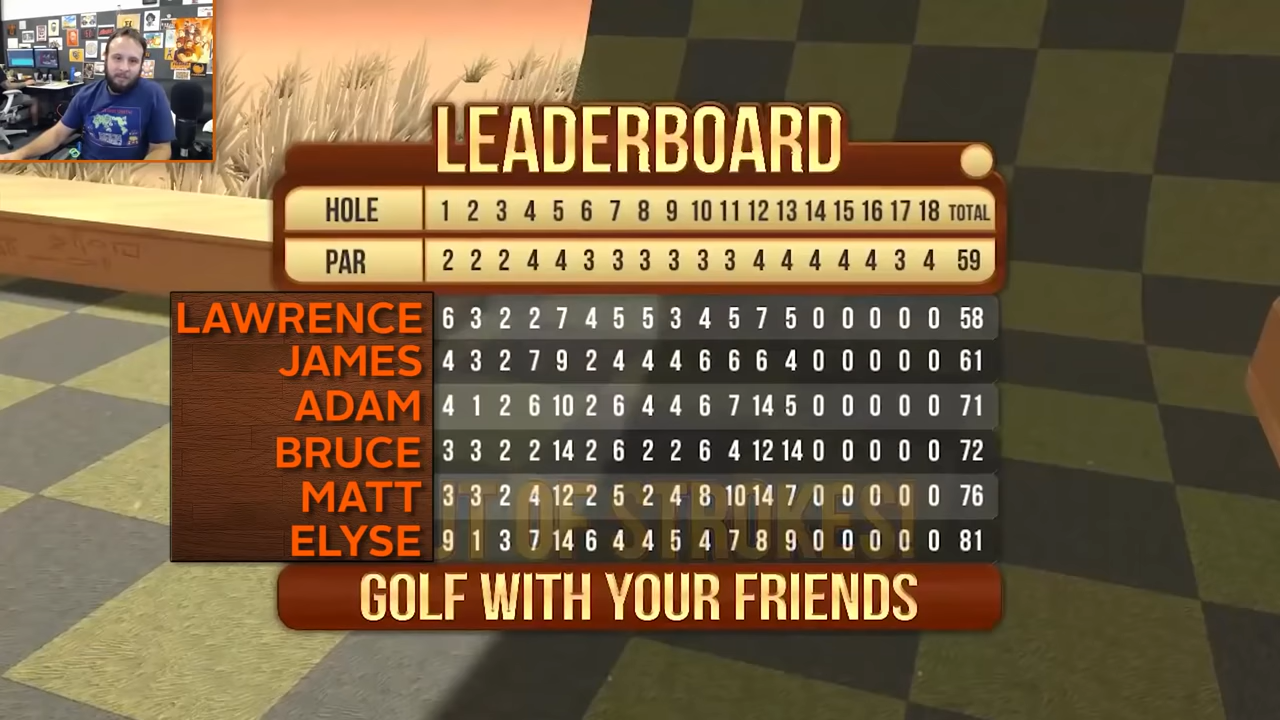 LEADERBOARD
HOLE 1 2 3 4 5 6 7 8 9 10 11 12 13 14 15 16 17 18 TOTAL
PAR 2 2 2 4 4 3 3 3 3 3 3 4 4 4 4 4 3 4 59
LAWRENCE 6 3 2 2 7 4 5 5 3 4 5 7 5 0 0 0 0 0 58
JAMES 4 3 2 7 9 2 4 4 4 6 6 6 4 0 0 0 0 0 61
ADAM 4 1 2 6 10 2 6 4 4 6 7 14 5 0 0 0 0 0 71
BRUCE 3 3 2 2 14 2 6 2 2 6 4 12 14 0 0 0 0 0 72
MATT 3 3 2 4 12 2 5 2 4 8 10 14 7 0 0 0 0 0 76
OF STROKES!
ELYSE 9 1 3 7 14 6 4 4 5 4 7 8 9 0 0 0 0 0 81
GOLF WITH YOUR FRIENDS